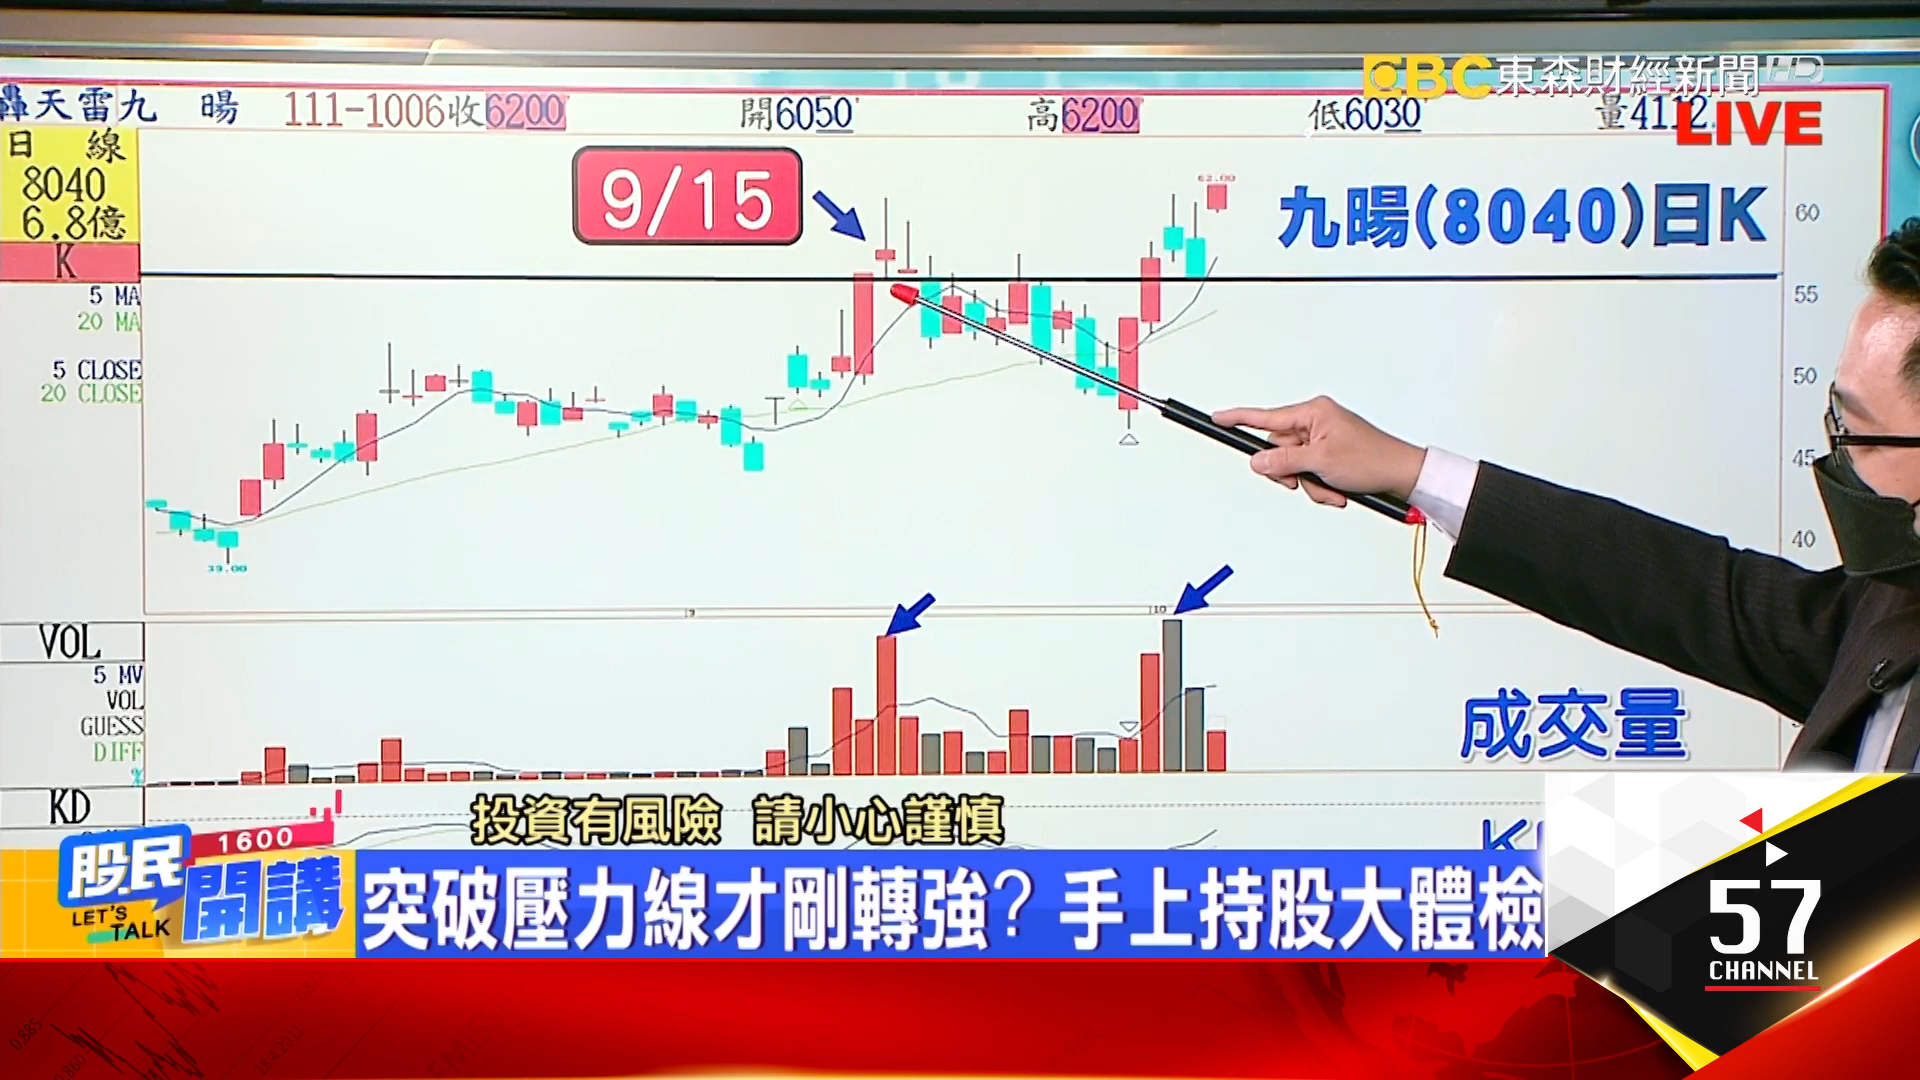 EBC東森財經新聞HD
LIVE
轟天雷九 暘 111-1006收6200 開6050 高6200 低6030 量4112
日 線
8040
6.8億
K
5 MA
20 MA
5 CLOSE
20 CLOSE
9/15
九暘(8040)日K
62.00
60
55
50
45
40
39.00
9
10
VOL
5 MV
VOL
GUESS
DIFF
%
成交量
KD
投資有風險 請小心謹慎
股民
開講
1600
LET'S
TALK
突破壓力線才剛轉強? 手上持股大體檢
57
CHANNEL